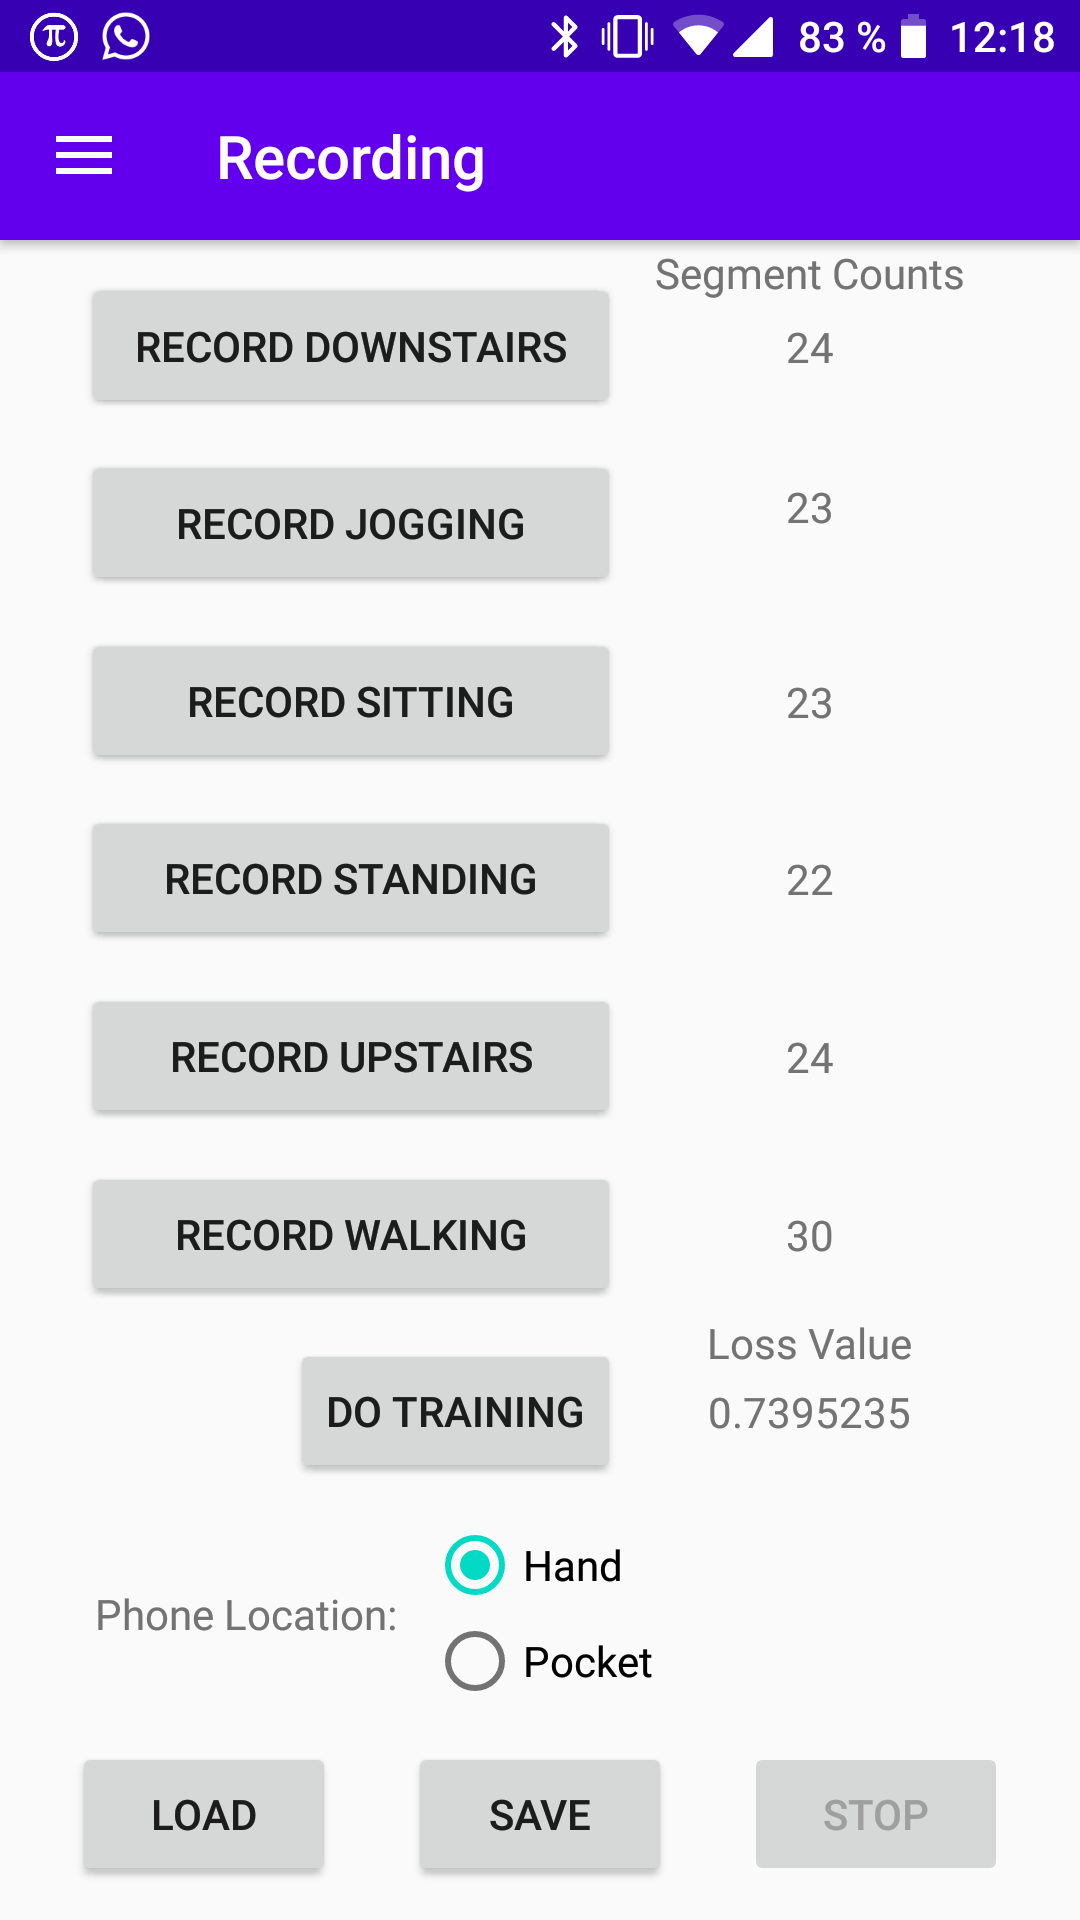 83 % 12:18
Recording
Segment Counts
RECORD DOWNSTAIRS 24
RECORD JOGGING 23
RECORD SITTING 23
RECORD STANDING 22
RECORD UPSTAIRS 24
RECORD WALKING 30
Loss Value
DO TRAINING 0.7395235
Hand
Phone Location:
Pocket
LOAD SAVE STOP